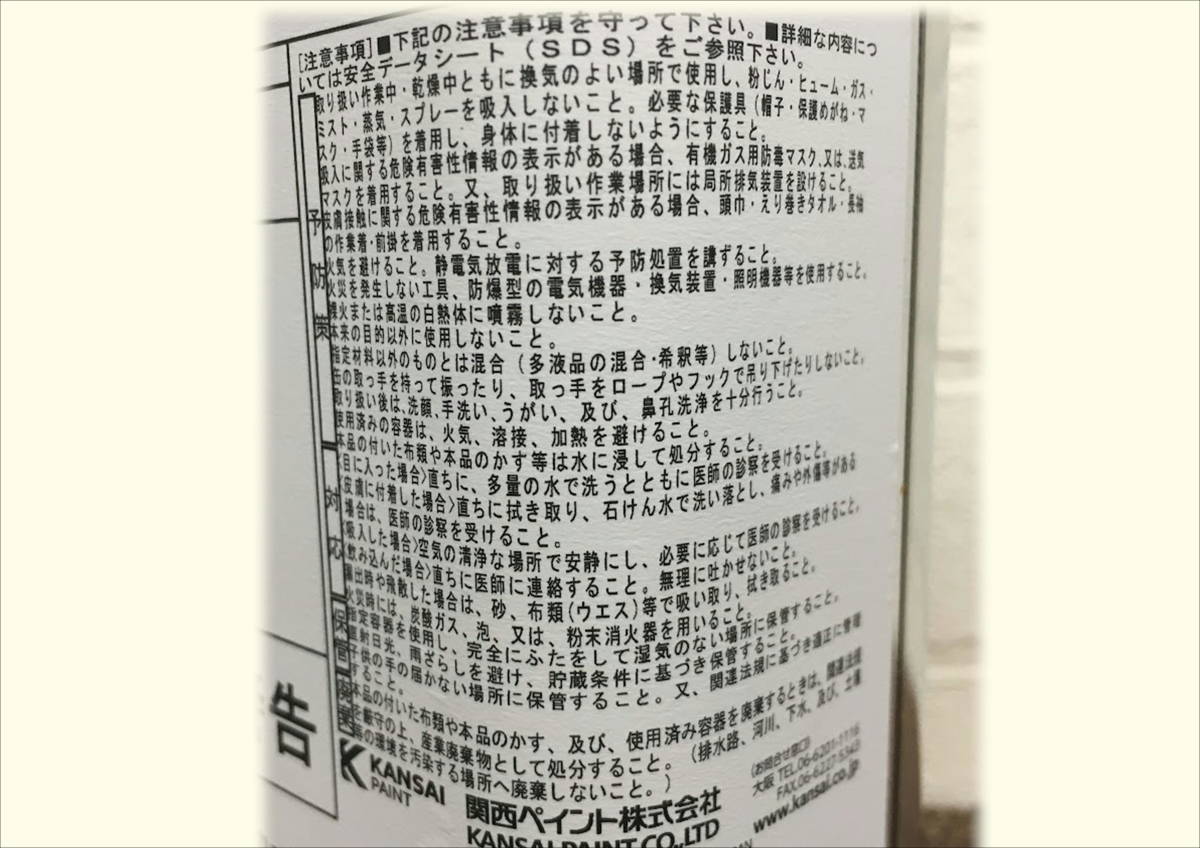 [注意事項]■下記の注意事項を守って下さい。■詳細な内容につ
いては安全データシート(SDS)をご参照下さい。
予防策
取り扱い作業中・乾燥中ともに換気のよい場所で使用し、粉じん・ヒューム・ガス・
ミスト・蒸気・スプレーを吸入しないこと。必要な保護具(帽子・保護めがね・マ
スク・手袋等)を着用し、身体に付着しないようにすること。
吸入に関する危険有害性情報の表示がある場合、有機ガス用防毒マスク、又は、送気
マスクを着用すること。又、取り扱い作業場所には局所排気装置を設けること。
皮膚接触に関する危険有害性情報の表示がある場合、頭巾・えり巻きタオル・長袖
の作業着・前掛を着用すること。
火気を避けること。静電気放電に対する予防処置を講ずること。
火災を発生しない工具、防爆型の電気機器・換気装置・照明機器等を使用すること。
裸火または高温の白熱体に噴霧しないこと。
本来の目的以外に使用しないこと。
指定材料以外のものとは混合(多液品の混合・希釈等)しないこと。
缶の取っ手を持って振ったり、取っ手をロープやフックで吊り下げたりしないこと。
取り扱い後は、洗顔、手洗い、うがい、及び、鼻孔洗浄を十分行うこと。
使用済みの容器は、火気、溶接、加熱を避けること。
本品の付いた布類や本品のかす等は水に浸して処分すること。
対応
目に入った場合〉直ちに、多量の水で洗うとともに医師の診察を受けること。
皮膚に付着した場合〉直ちに拭き取り、石けん水で洗い落とし、痛みや外傷等がある
場合は、医師の診察を受けること。
吸入した場合〉空気の清浄な場所で安静にし、必要に応じて医師の診察を受けること。
飲み込んだ場合〉直ちに医師に連絡すること。無理に吐かせないこと。
漏出時や飛散した場合は、砂、布類(ウエス)等で吸い取り、拭き取ること。
火災時には、炭酸ガス、泡、又は、粉末消火器を用いること。
保管
指定容器を使用し、完全にふたをして湿気のない場所に保管すること。
直射日光、雨ざらしを避け、貯蔵条件に基づき保管すること。
子供の手の届かない場所に保管すること。又、関連法規に基づき適正に管理
すること。
廃棄
本品の付いた布類や本品のかす、及び、使用済み容器を廃棄するときは、関連法規
を厳守の上、産業廃棄物として処分すること。(排水路、河川、下水、及び、土壌
等の環境を汚染する場所へ廃棄しないこと。)
告
KANSAI
PAINT
関西ペイント株式会社
KANSAI PAINT CO.,LTD
(お問合せ窓口)
大阪 TEL.06-6201-1116
FAX.06-6227-5343
www.kansai.co.jp